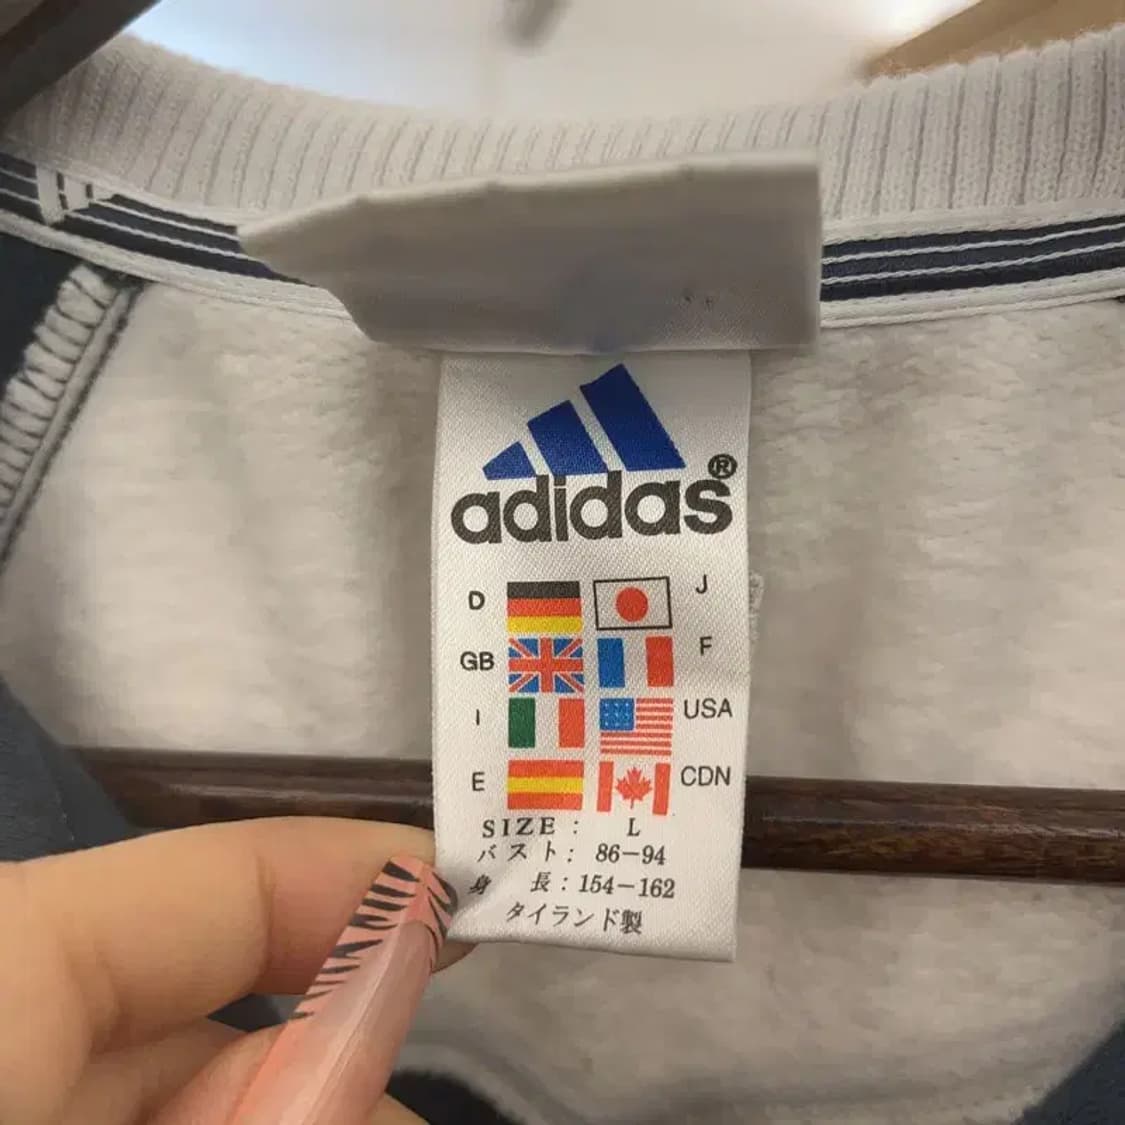 adidas®
D J
GB F
I USA
E CDN
SIZE : L
バスト : 86-94
身 長 : 154-162
タイランド製